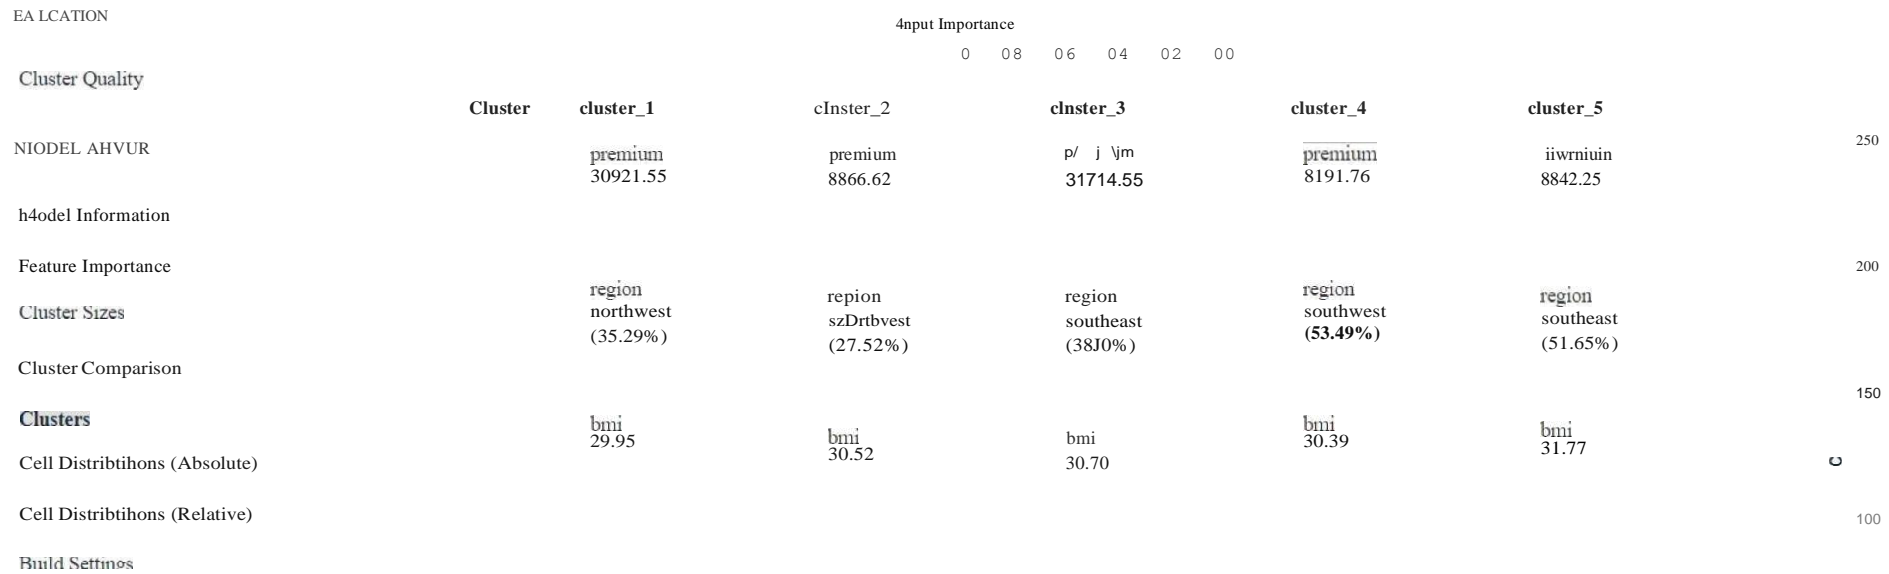 EA LCATION
4nput Importance
0 08 06 04 02 00
Cluster Quality
Cluster cluster_1 cInster_2 clnster_3 cluster_4 cluster_5
NIODEL AHVUR
250
premium premium p/ j \jm premium iiwrniuin
30921.55 8866.62 31714.55 8191.76 8842.25
h4odel Information
Feature Importance
200
region repion region region region
northwest szDrtbvest southeast southwest southeast
(35.29%) (27.52%) (38J0%) (53.49%) (51.65%)
Cluster Sizes
Cluster Comparison
150
Clusters
bmi bmi bmi bmi bmi
29.95 30.52 30.70 30.39 31.77
Cell Distribtihons (Absolute)
Cell Distribtihons (Relative)
100
Build Settings